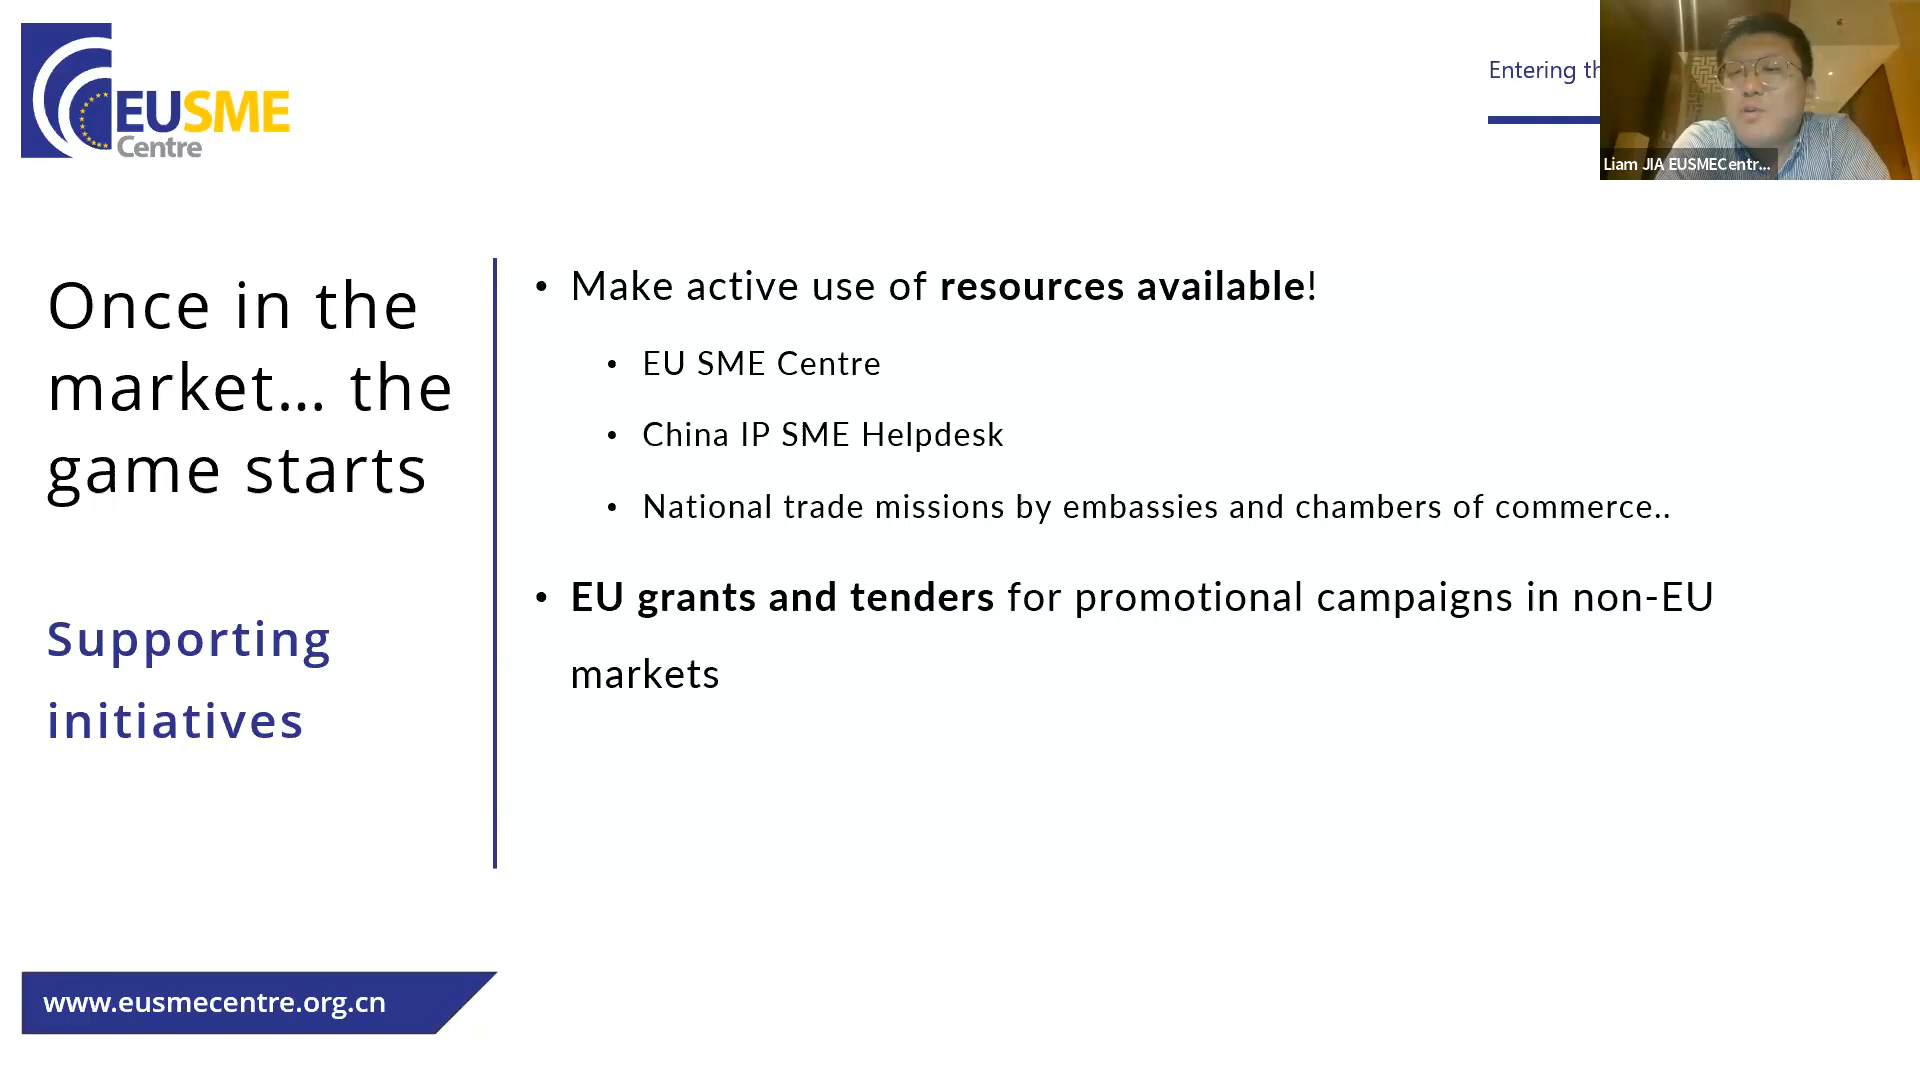 EUSME
Centre
Entering th
Liam JIA EUSMECentr...
Once in the
market... the
game starts
Supporting
initiatives
• Make active use of resources available!
• EU SME Centre
• China IP SME Helpdesk
• National trade missions by embassies and chambers of commerce..
• EU grants and tenders for promotional campaigns in non-EU
markets
www.eusmecentre.org.cn